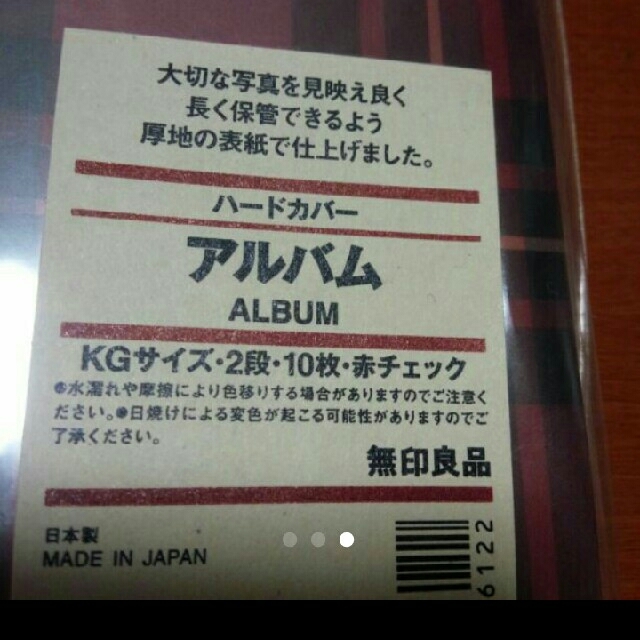 大切な写真を見映え良く
長く保管できるよう
厚地の表紙で仕上げました。
ハードカバー
アルバム
ALBUM
KGサイズ・2段・10枚・赤チェック
●水濡れや摩擦により色移りする場合がありますのでご注意く
ださい。●日焼けによる変色が起こる可能性がありますのでご
了承ください。
無印良品
日本製
MADE IN JAPAN
6122